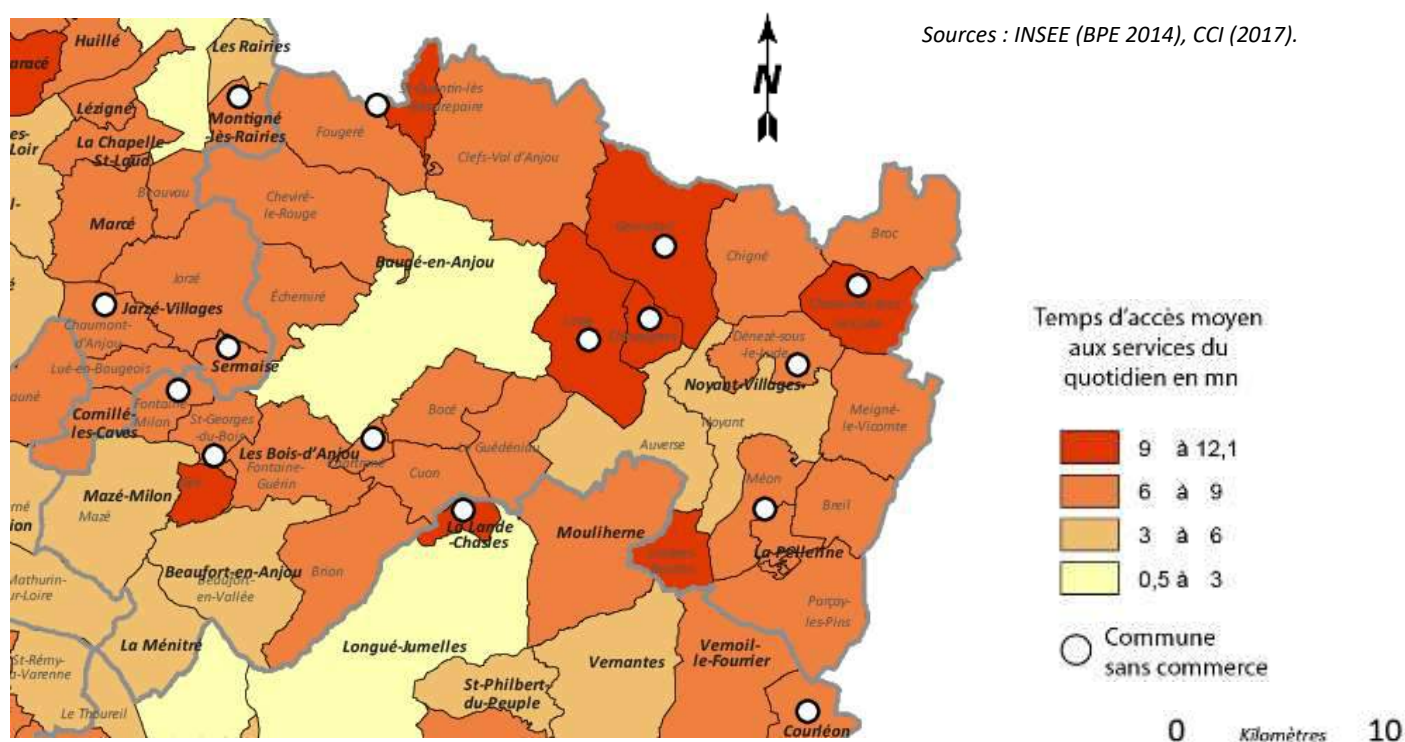 Sources : INSEE (BPE 2014), CCI (2017).
Huillé
Les Rairies
N
Lézigné
Montigné
-lès-Rairies
Fougeré
Clefs-Val d'Anjou
La Chapelle-
St-Laud
Beauvau
Cheviré-
le-Rouge
Marcé
Broc
Chigné
Baugé-en-Anjou
Jarzé
Échemiré
Jarzé-Villages
Chaumont-
d'Anjou
Sermaise
Lué-en-Baugeois
Dénezé-sous
-le-Lude
Noyant-Villages
Cornillé-
les-Caves
Fontaine-
Milon
St-Georges
-du-Bois
Bocé
Meigné-
le-Vicomte
Noyant
Auverse
Le Guédéniau
Les Bois-d'Anjou
Fontaine-
Guérin
Cuon
Méon
Mazé-Milon
Mazé
Breil
La Lande
-Chasles
Mouliherne
La Pellerine
Beaufort-en-Anjou
Beaufort-
en-Vallée
Brion
Parçay-
les-Pins
La Ménitré
Longué-Jumelles
Vernantes
Vernoil-
le-Fourrier
St-Philbert-
du-Peuple
Le Thoureil
Courléon
Temps d'accès moyen
aux services du
quotidien en mn
9 à 12,1
6 à 9
3 à 6
0,5 à 3
Commune
sans commerce
0 Kilomètres 10